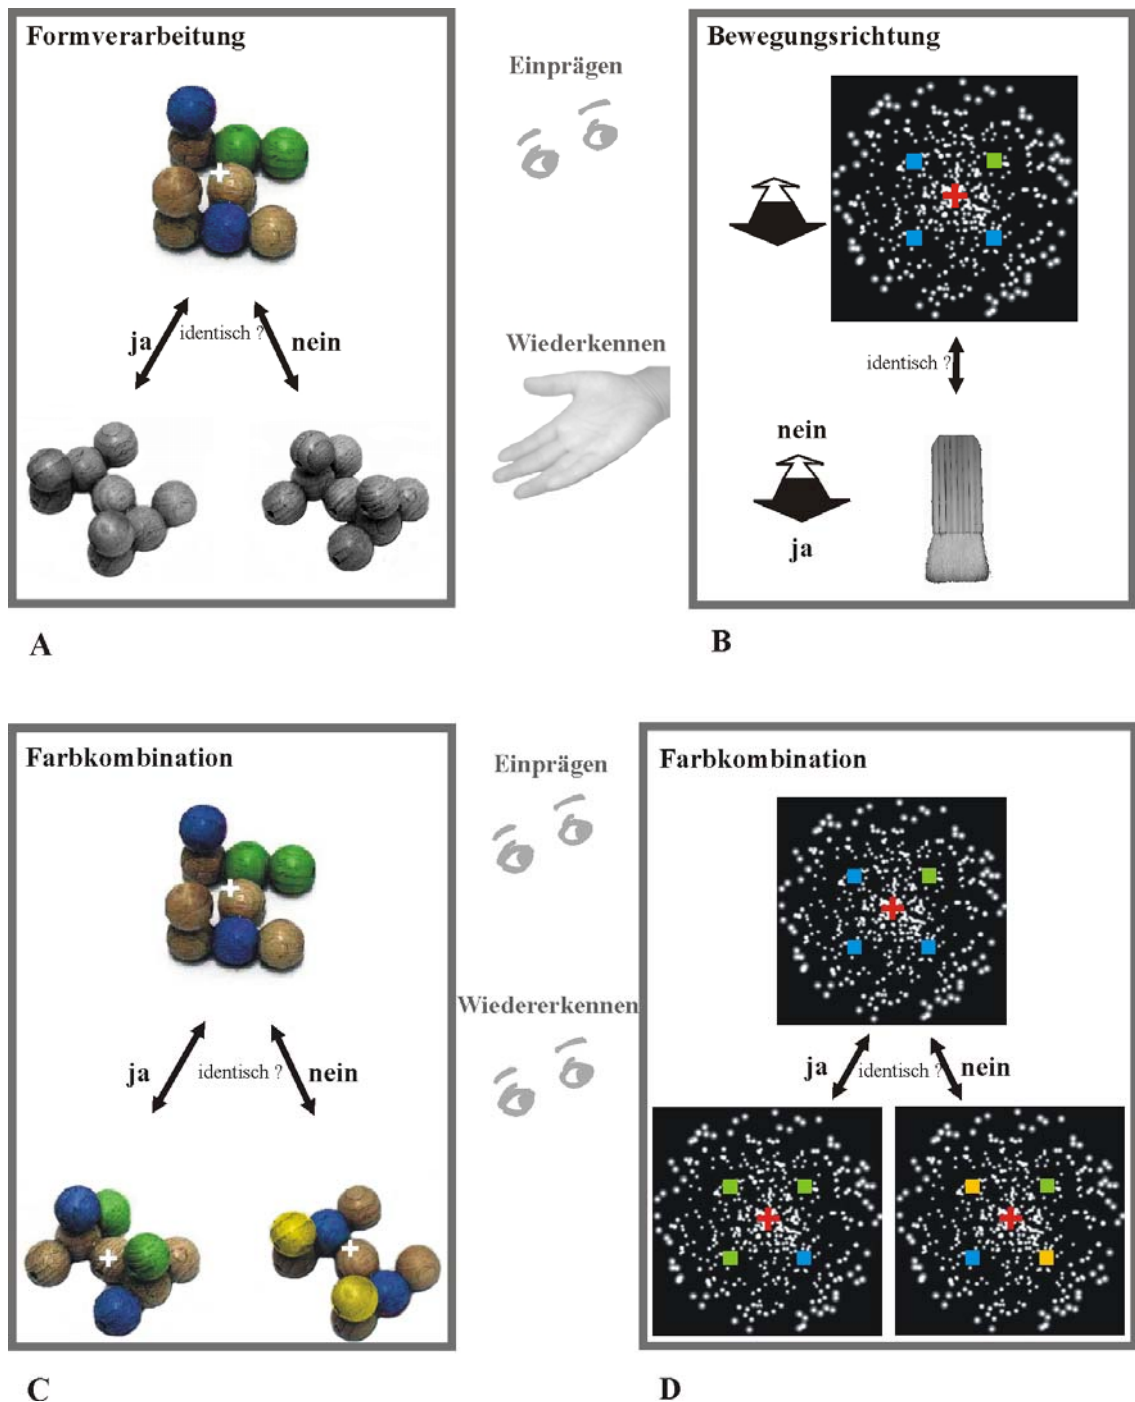 Formverarbeitung
ja
identisch ?
nein
A
Einprägen
Wiederkennen
Bewegungsrichtung
identisch ?
nein
ja
B
Farbkombination
ja
identisch ?
nein
C
Einprägen
Wiedererkennen
Farbkombination
ja
identisch ?
nein
D